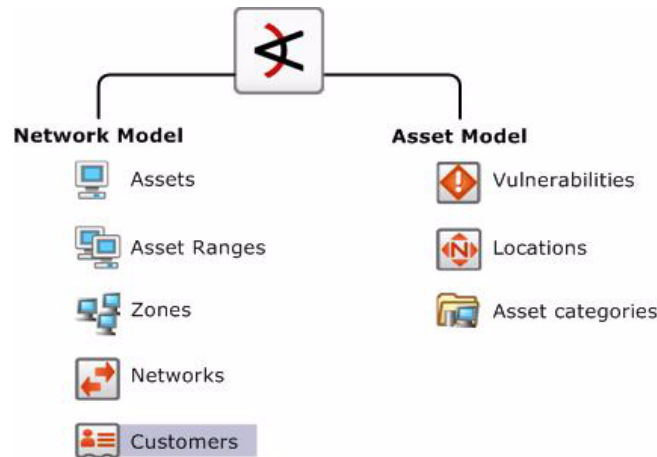 Network Model
Assets
Asset Ranges
Zones
Networks
Customers
Asset Model
Vulnerabilities
N
Locations
Asset categories